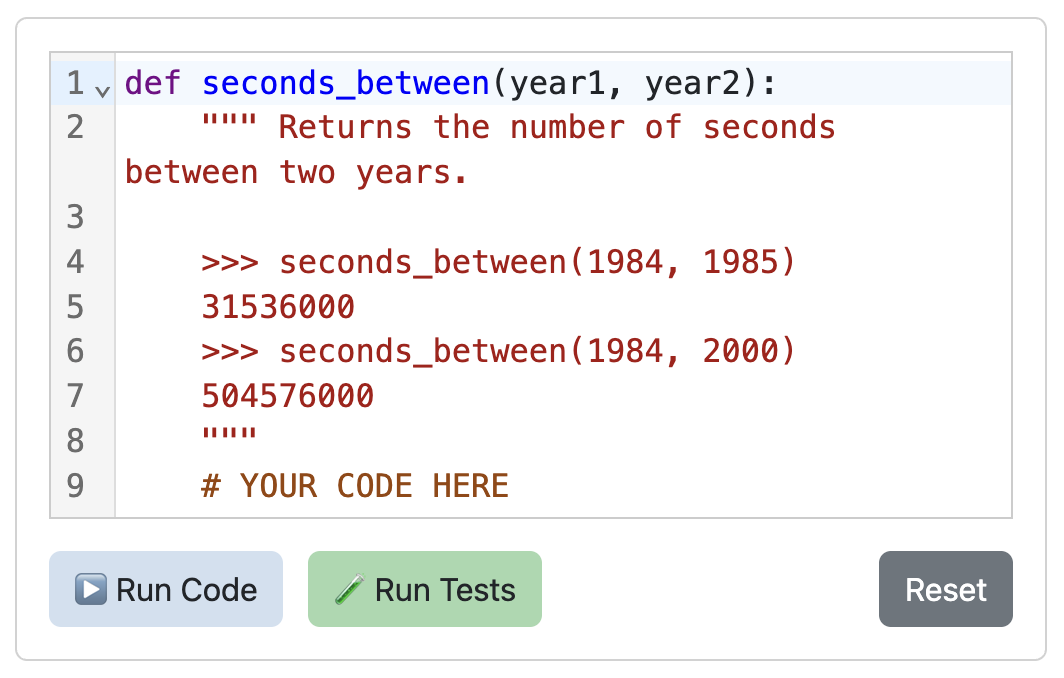 1 def seconds_between(year1, year2):
2     """ Returns the number of seconds
between two years.
3
4     >>> seconds_between(1984, 1985)
5     31536000
6     >>> seconds_between(1984, 2000)
7     504576000
8     """
9     # YOUR CODE HERE
Run Code Run Tests Reset